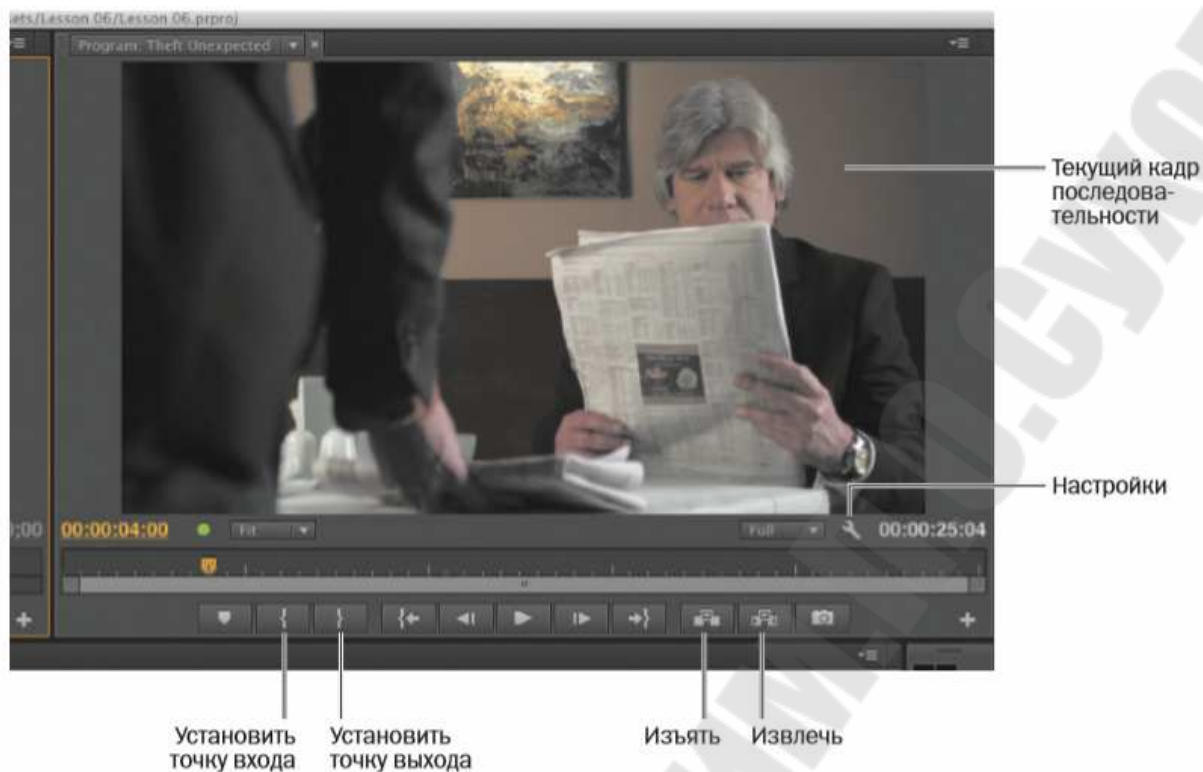 ets/Lesson 06/Lesson 06.prproj)
Program: Theft Unexpected
Текущий кадр
последова-
тельности
Настройки
;00
00:00:04:00
Fit
Full
00:00:25:04
Установить
точку входа
Установить
точку выхода
Изъять
Извлечь